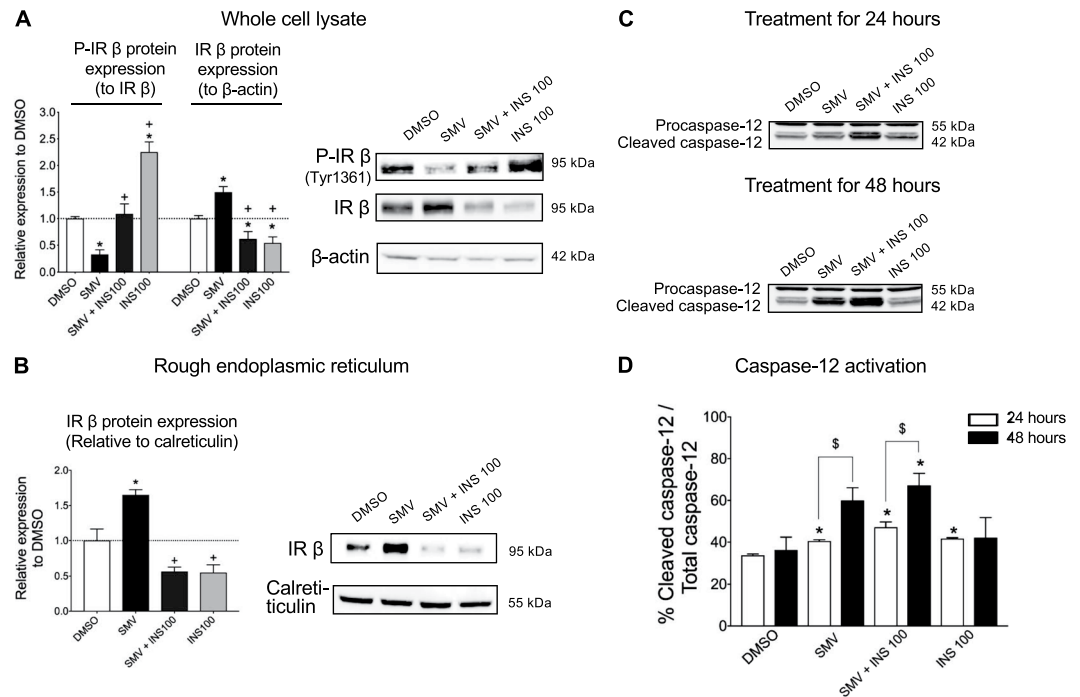 A
Whole cell lysate
P-IR β protein
expression
(to IR β)
IR β protein
expression
(to β-actin)
Relative expression to DMSO
3.0
2.5
2.0
1.5
1.0
0.5
0.0
*
+
+
*
*
+
*
+
*
DMSO
SMV
SMV + INS 100
INS100
DMSO
SMV
SMV + INS 100
INS 100
DMSO
SMV
SMV + INS 100
INS 100
P-IR β
(Tyr1361)
95 kDa
IR β
95 kDa
β-actin
42 kDa
B
Rough endoplasmic reticulum
IR β protein expression
(Relative to calreticulin)
Relative expression
to DMSO
2.0
1.5
1.0
0.5
0.0
*
+
+
DMSO
SMV
SMV + INS100
INS100
DMSO
SMV
SMV + INS 100
INS 100
IR β
95 kDa
Calreti-
ticulin
55 kDa
C
Treatment for 24 hours
DMSO
SMV
SMV + INS 100
INS 100
Procaspase-12
55 kDa
Cleaved caspase-12
42 kDa
Treatment for 48 hours
DMSO
SMV
SMV + INS 100
INS 100
Procaspase-12
55 kDa
Cleaved caspase-12
42 kDa
D
Caspase-12 activation
% Cleaved caspase-12 /
Total caspase-12
100
80
60
40
20
0
24 hours
48 hours
$
$
*
*
*
*
DMSO
SMV
SMV + INS 100
INS 100